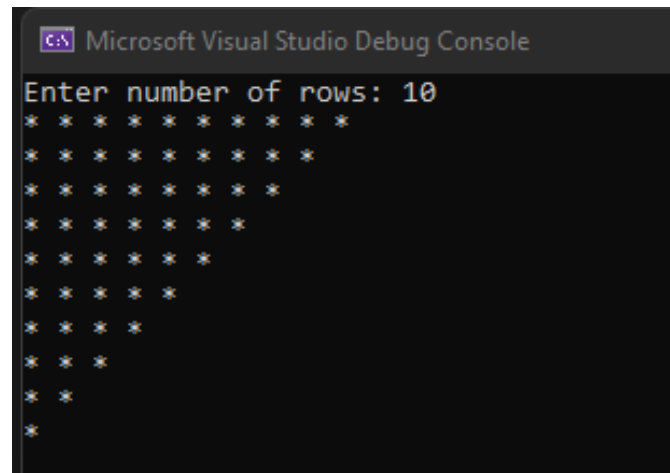 Microsoft Visual Studio Debug Console
Enter number of rows: 10
* * * * * * * * * *
* * * * * * * * *
* * * * * * * *
* * * * * * *
* * * * * *
* * * * *
* * * *
* * *
* *
*